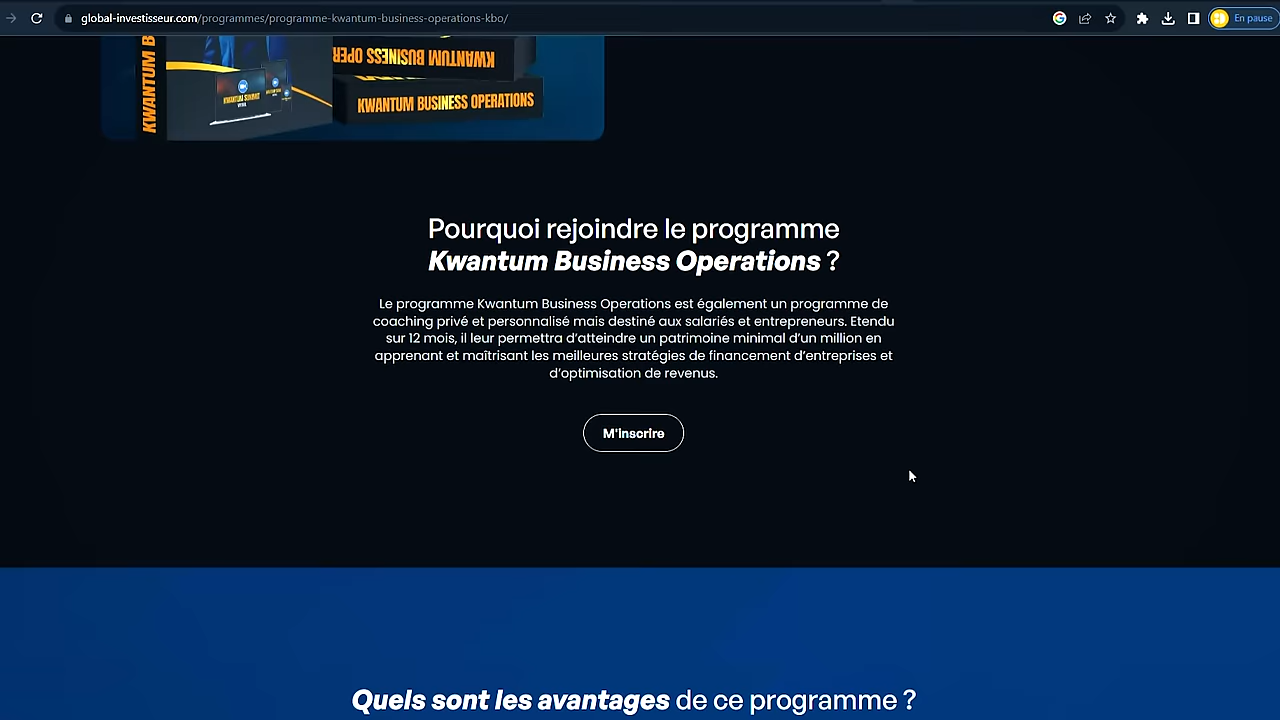 global-investisseur.com/programmes/programme-kwantum-business-operations-kbo/
En pause
KWANTUM B
KWANTUM BUSINESS OPER
KWANTUM BUSINESS OPERATIONS
Pourquoi rejoindre le programme
Kwantum Business Operations ?
Le programme Kwantum Business Operations est également un programme de
coaching privé et personnalisé mais destiné aux salariés et entrepreneurs. Etendu
sur 12 mois, il leur permettra d'atteindre un patrimoine minimal d'un million en
apprenant et maîtrisant les meilleures stratégies de financement d'entreprises et
d'optimisation de revenus.
M'inscrire
Quels sont les avantages de ce programme ?